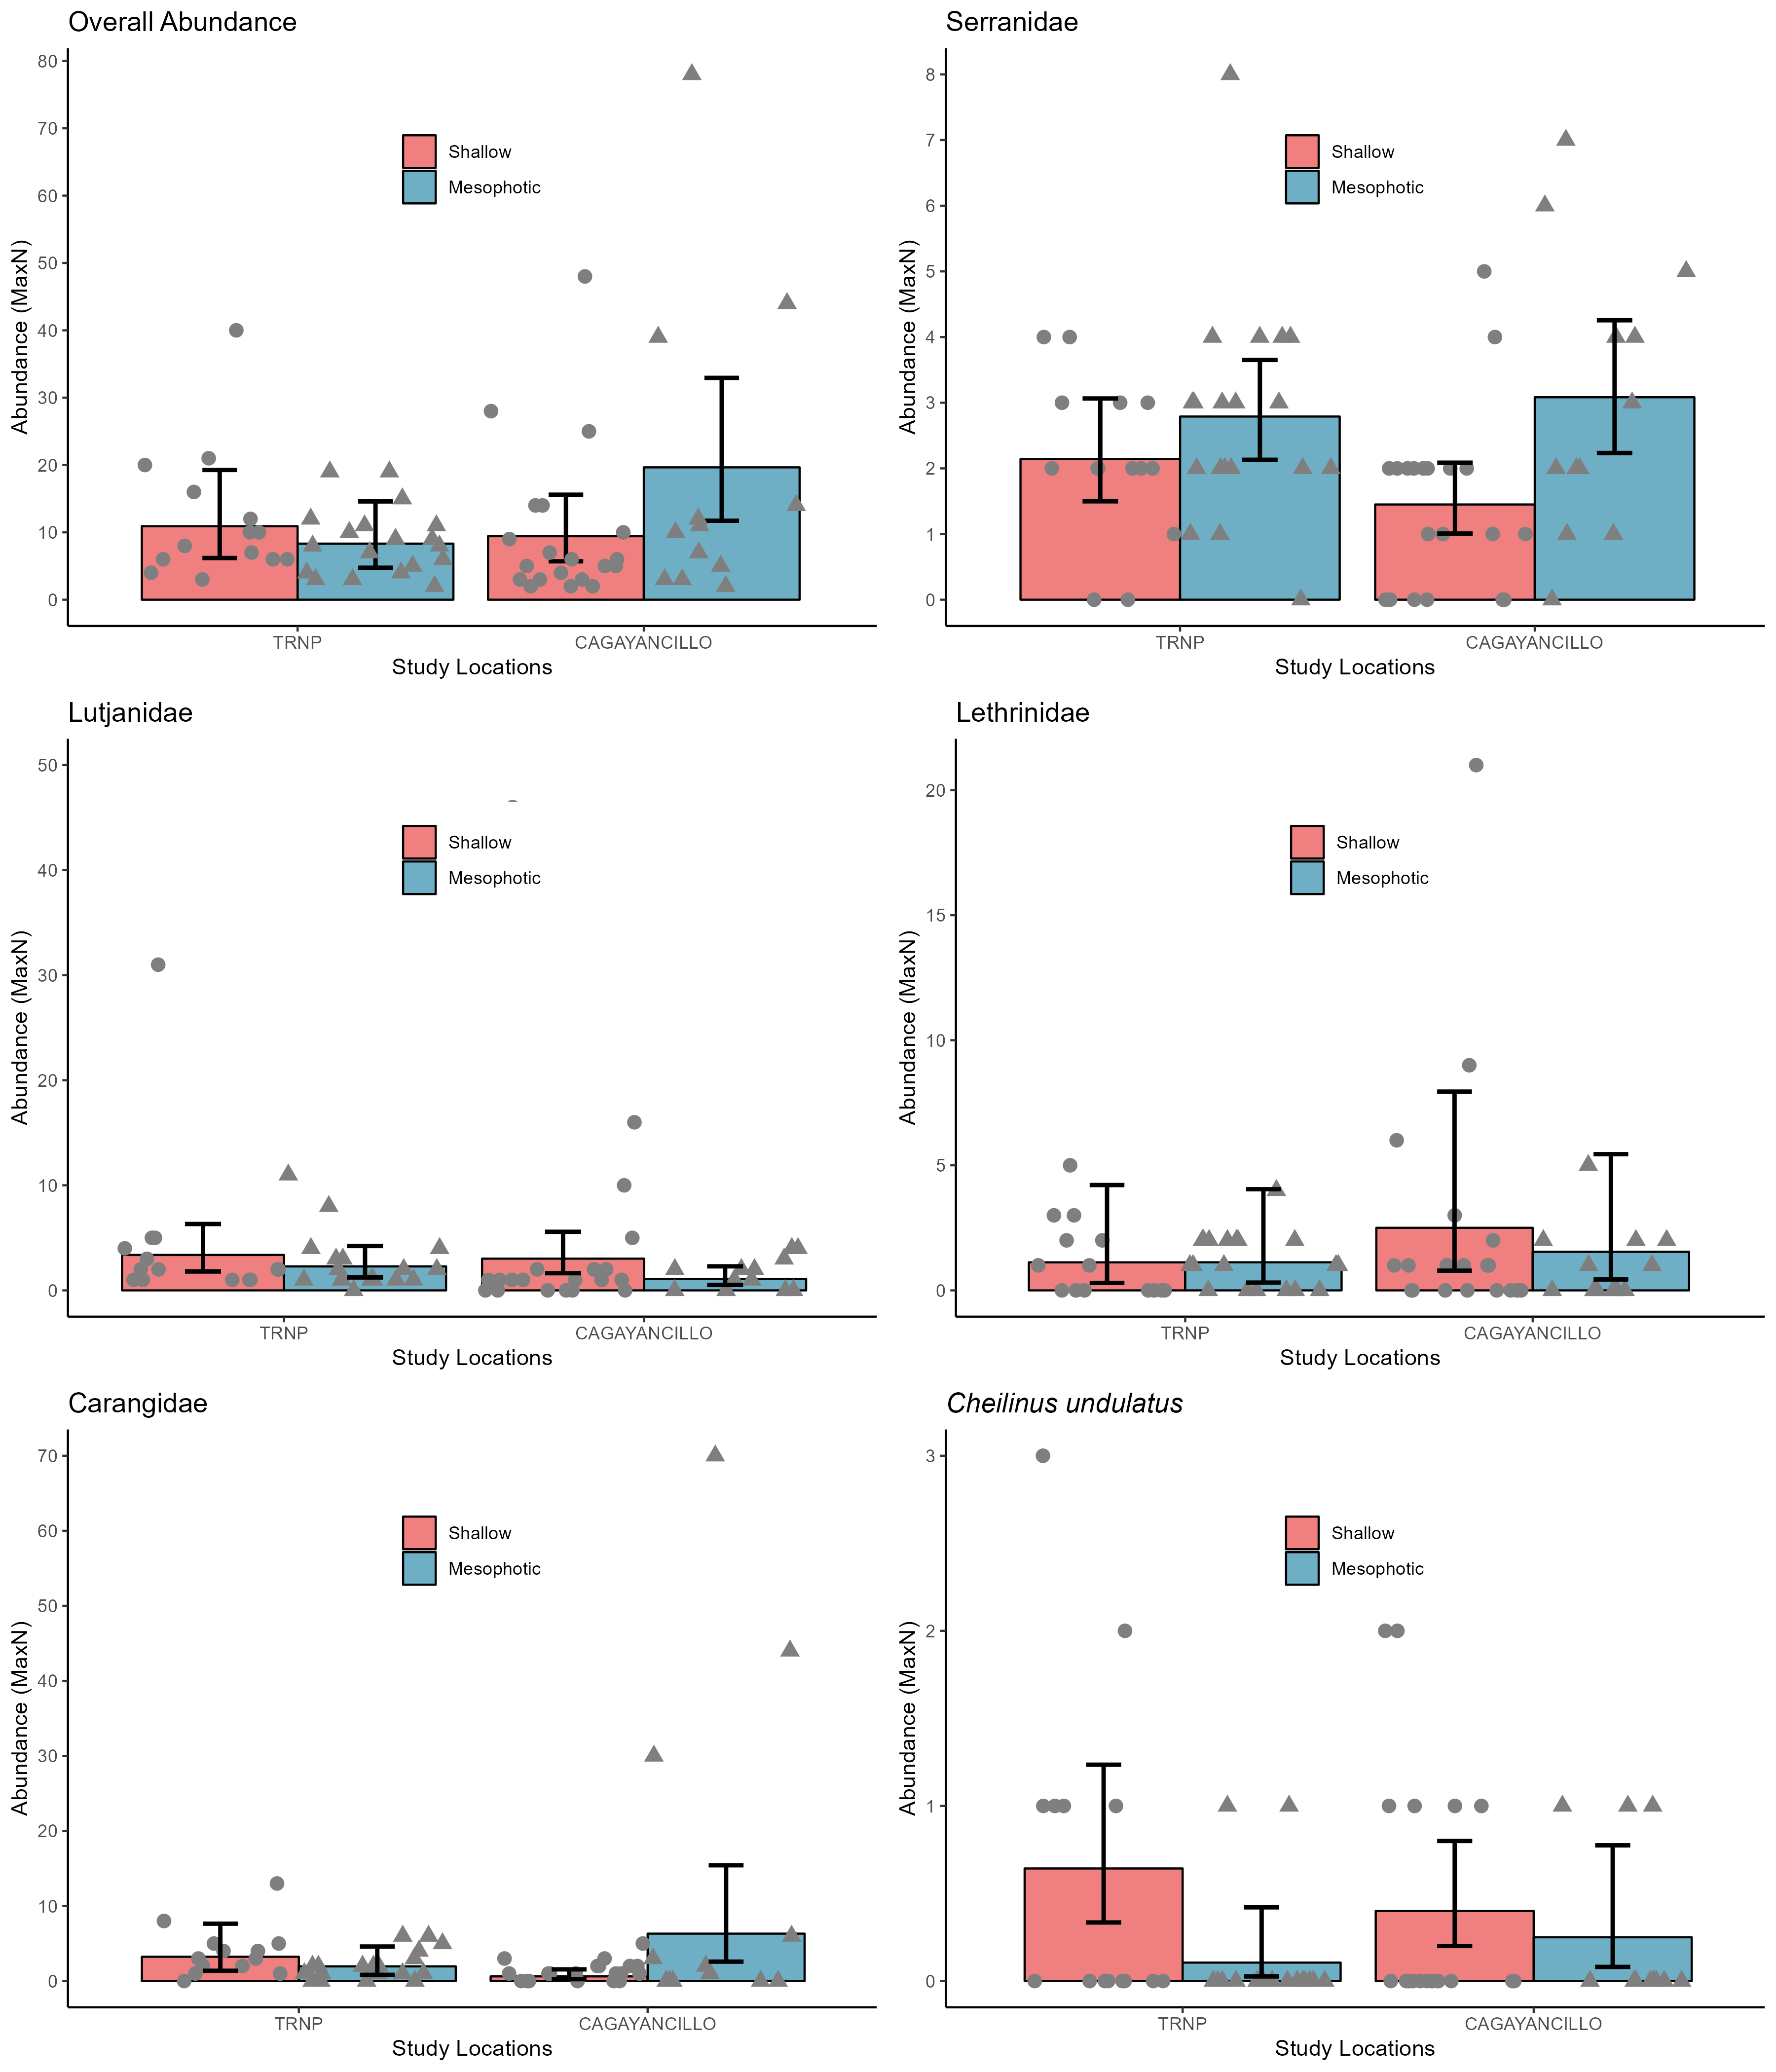 Overall Abundance
Abundance (MaxN)
80
70
60
50
40
30
20
10
0
Shallow
Mesophotic
TRNP
CAGAYANCILLO
Study Locations
Serranidae
Abundance (MaxN)
8
7
6
5
4
3
2
1
0
Shallow
Mesophotic
TRNP
CAGAYANCILLO
Study Locations
Lutjanidae
Abundance (MaxN)
50
40
30
20
10
0
Shallow
Mesophotic
TRNP
CAGAYANCILLO
Study Locations
Lethrinidae
Abundance (MaxN)
20
15
10
5
0
Shallow
Mesophotic
TRNP
CAGAYANCILLO
Study Locations
Carangidae
Abundance (MaxN)
70
60
50
40
30
20
10
0
Shallow
Mesophotic
TRNP
CAGAYANCILLO
Study Locations
Cheilinus undulatus
Abundance (MaxN)
3
2
1
0
Shallow
Mesophotic
TRNP
CAGAYANCILLO
Study Locations